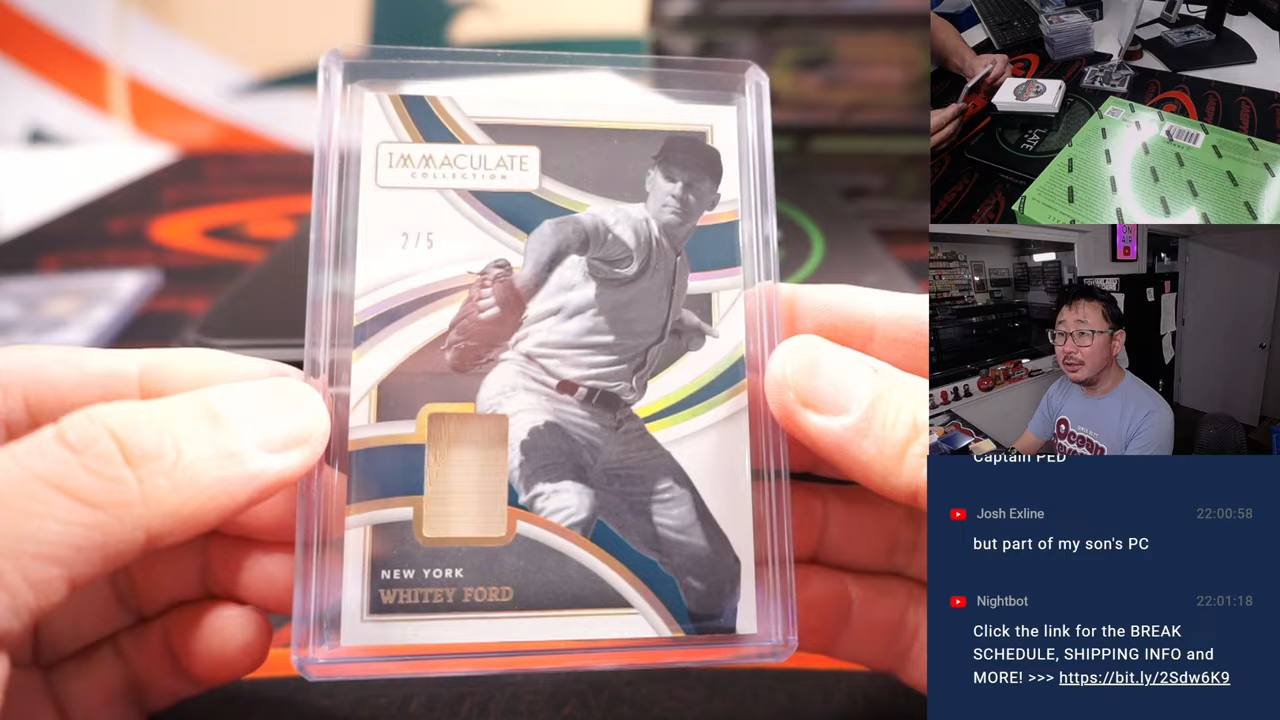 IMMACULATE
COLLECTION
2/5
NEW YORK
WHITEY FORD
ON
AIR
Captain PED
Josh Exline
22:00:58
but part of my son's PC
Nightbot
22:01:18
Click the link for the BREAK
SCHEDULE, SHIPPING INFO and
MORE! >>> https://bit.ly/2Sdw6K9